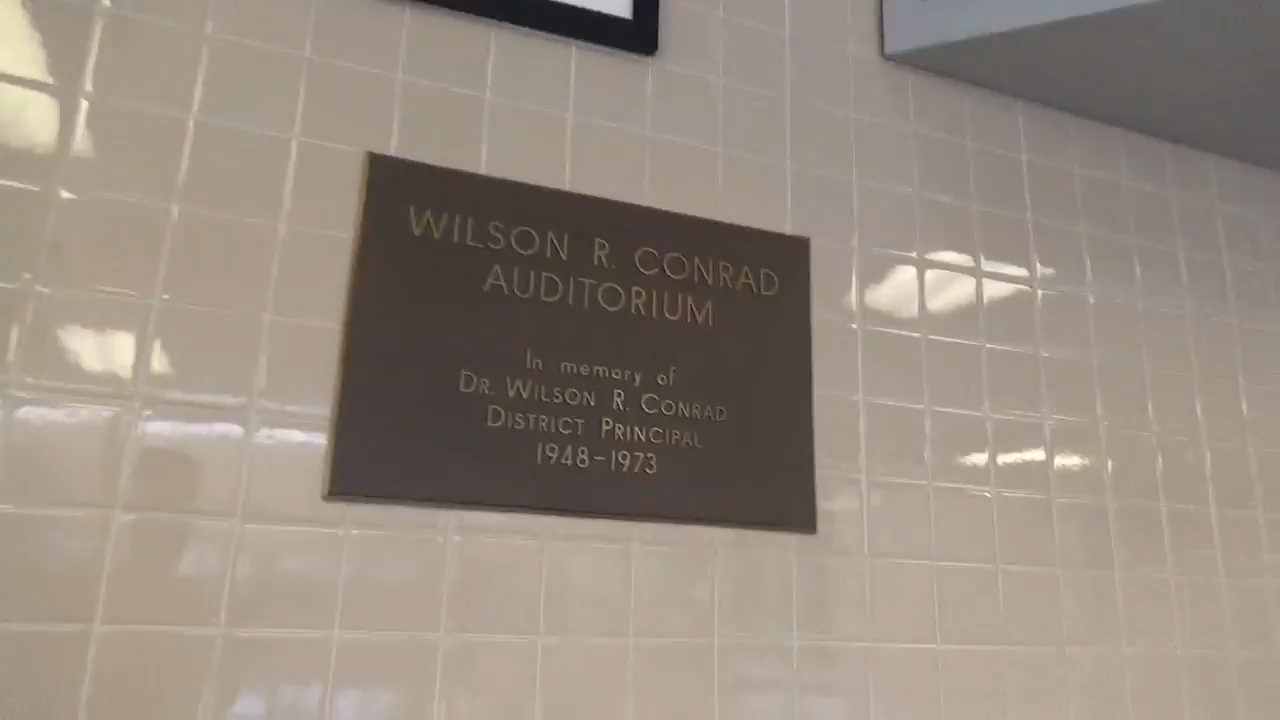 WILSON R. CONRAD
AUDITORIUM
In memory of
DR. WILSON R. CONRAD
DISTRICT PRINCIPAL
1948-1973